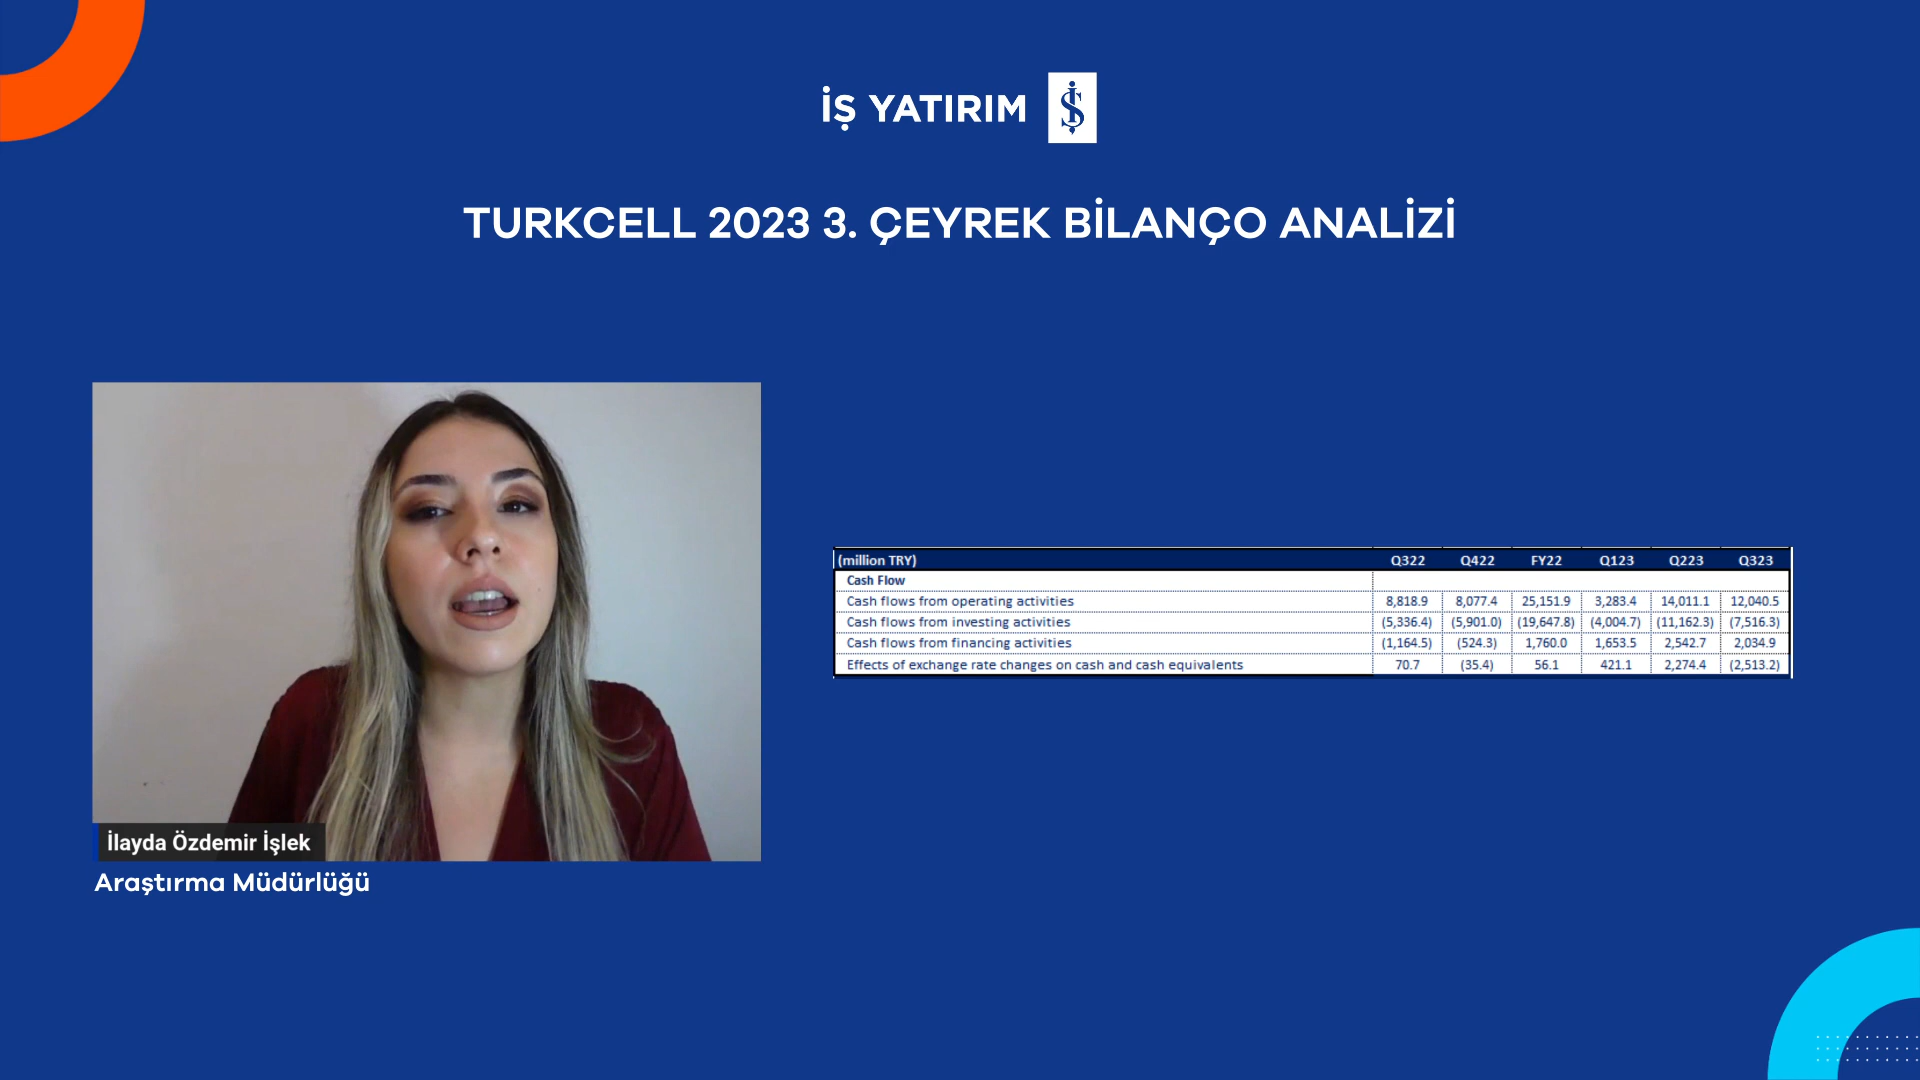 İŞ YATIRIM
TURKCELL 2023 3. ÇEYREK BİLANÇO ANALİZİ
(million TRY) Q322 Q422 FY22 Q123 Q223 Q323
Cash Flow
Cash flows from operating activities 8,818.9 8,077.4 25,151.9 3,283.4 14,011.1 12,040.5
Cash flows from investing activities (5,336.4) (5,901.0) (19,647.8) (4,004.7) (11,162.3) (7,516.3)
Cash flows from financing activities (1,164.5) (524.3) 1,760.0 1,653.5 2,542.7 2,034.9
Effects of exchange rate changes on cash and cash equivalents 70.7 (35.4) 56.1 421.1 2,274.4 (2,513.2)
İlayda Özdemir İşlek
Araştırma Müdürlüğü